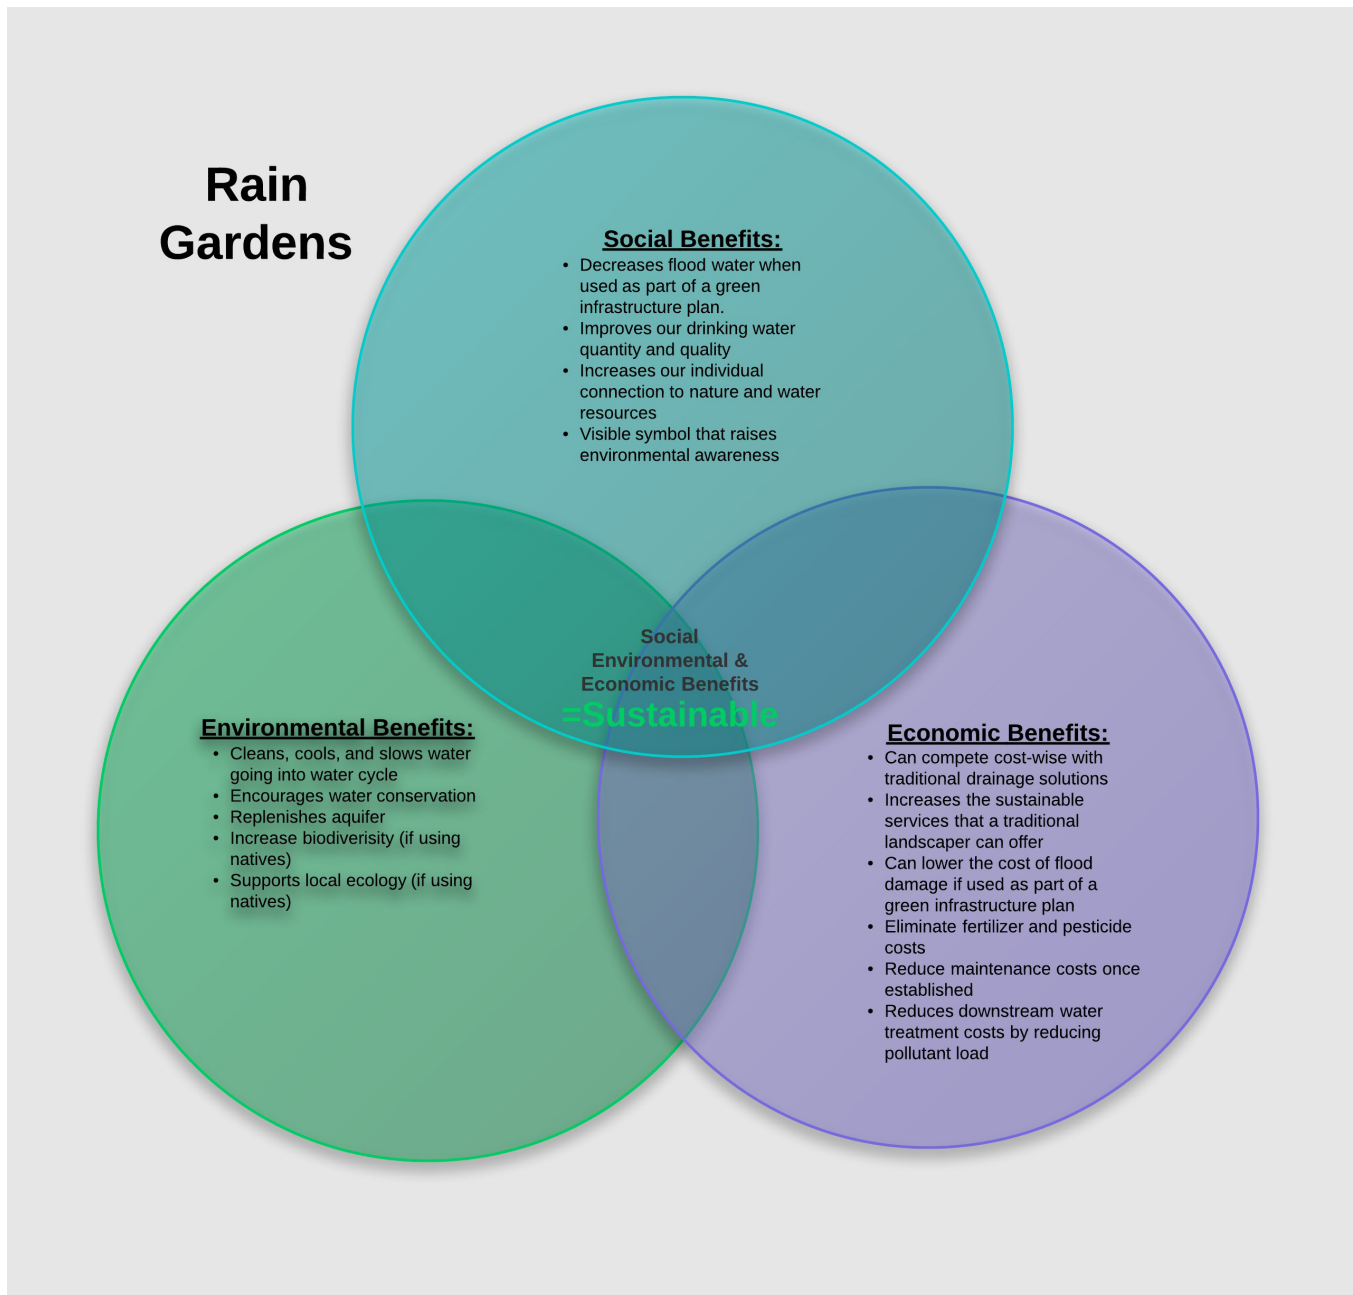 Rain
Gardens
Social Benefits:
• Decreases flood water when
used as part of a green
infrastructure plan.
• Improves our drinking water
quantity and quality
• Increases our individual
connection to nature and water
resources
• Visible symbol that raises
environmental awareness
Social
Environmental &
Economic Benefits
=Sustainable
Environmental Benefits:
• Cleans, cools, and slows water
going into water cycle
• Encourages water conservation
• Replenishes aquifer
• Increase biodiverisity (if using
natives)
• Supports local ecology (if using
natives)
Economic Benefits:
• Can compete cost-wise with
traditional drainage solutions
• Increases the sustainable
services that a traditional
landscaper can offer
• Can lower the cost of flood
damage if used as part of a
green infrastructure plan
• Eliminate fertilizer and pesticide
costs
• Reduce maintenance costs once
established
• Reduces downstream water
treatment costs by reducing
pollutant load